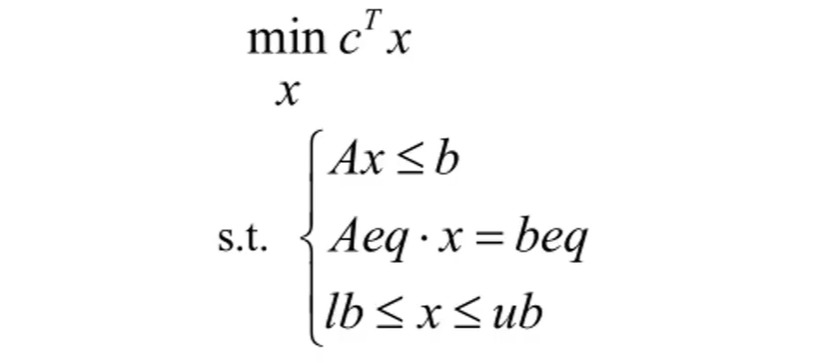 min c^T x
x
Ax ≤ b
s.t. Aeq · x = beq
lb ≤ x ≤ ub